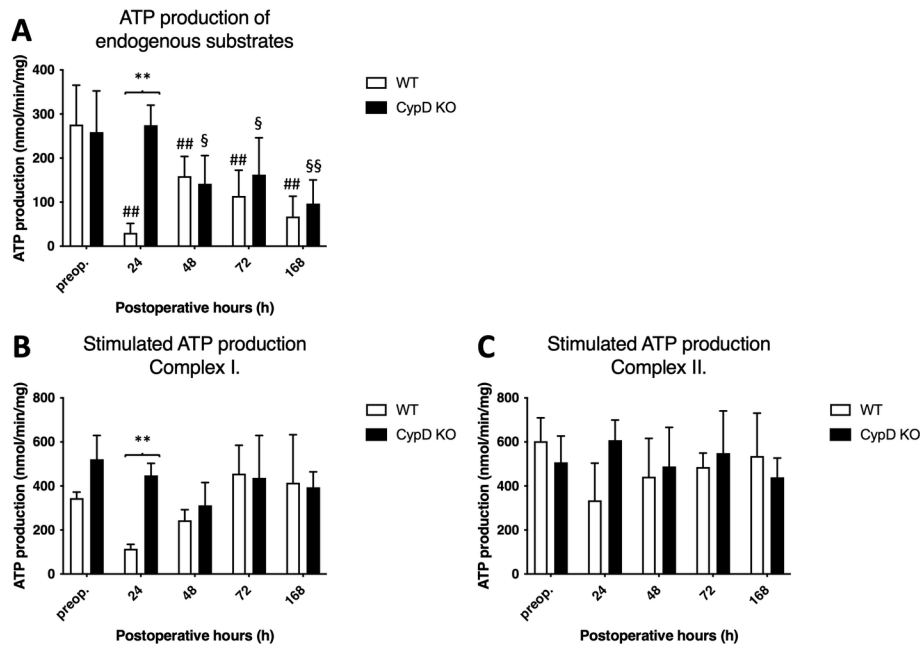 A
ATP production of
endogenous substrates
ATP production (nmol/min/mg)
400
300
200
100
0
**
##
##
§
##
§
##
§§
preop.
24
48
72
168
Postoperative hours (h)
WT
CypD KO
B
Stimulated ATP production
Complex I.
ATP production (nmol/min/mg)
800
600
400
200
0
**
preop.
24
48
72
168
Postoperative hours (h)
WT
CypD KO
C
Stimulated ATP production
Complex II.
ATP production (nmol/min/mg)
800
600
400
200
0
preop.
24
48
72
168
Postoperative hours (h)
WT
CypD KO